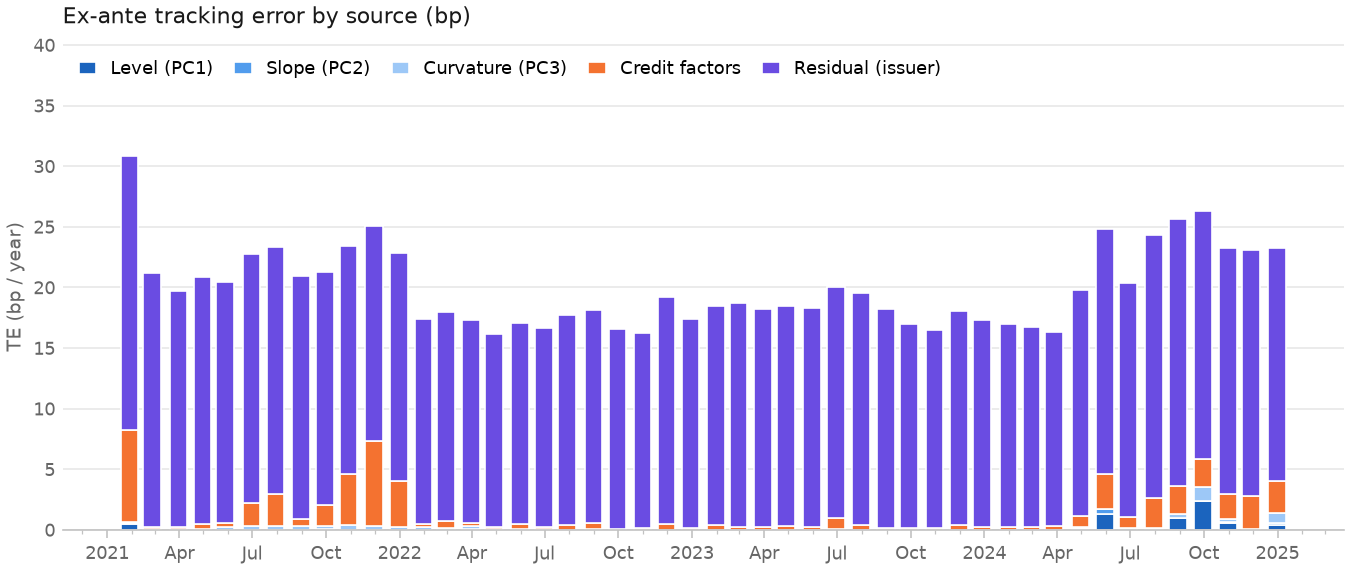 Ex-ante tracking error by source (bp)
Level (PC1) Slope (PC2) Curvature (PC3) Credit factors Residual (issuer)
TE (bp / year)
40
35
30
25
20
15
10
5
0
2021 Apr Jul Oct 2022 Apr Jul Oct 2023 Apr Jul Oct 2024 Apr Jul Oct 2025